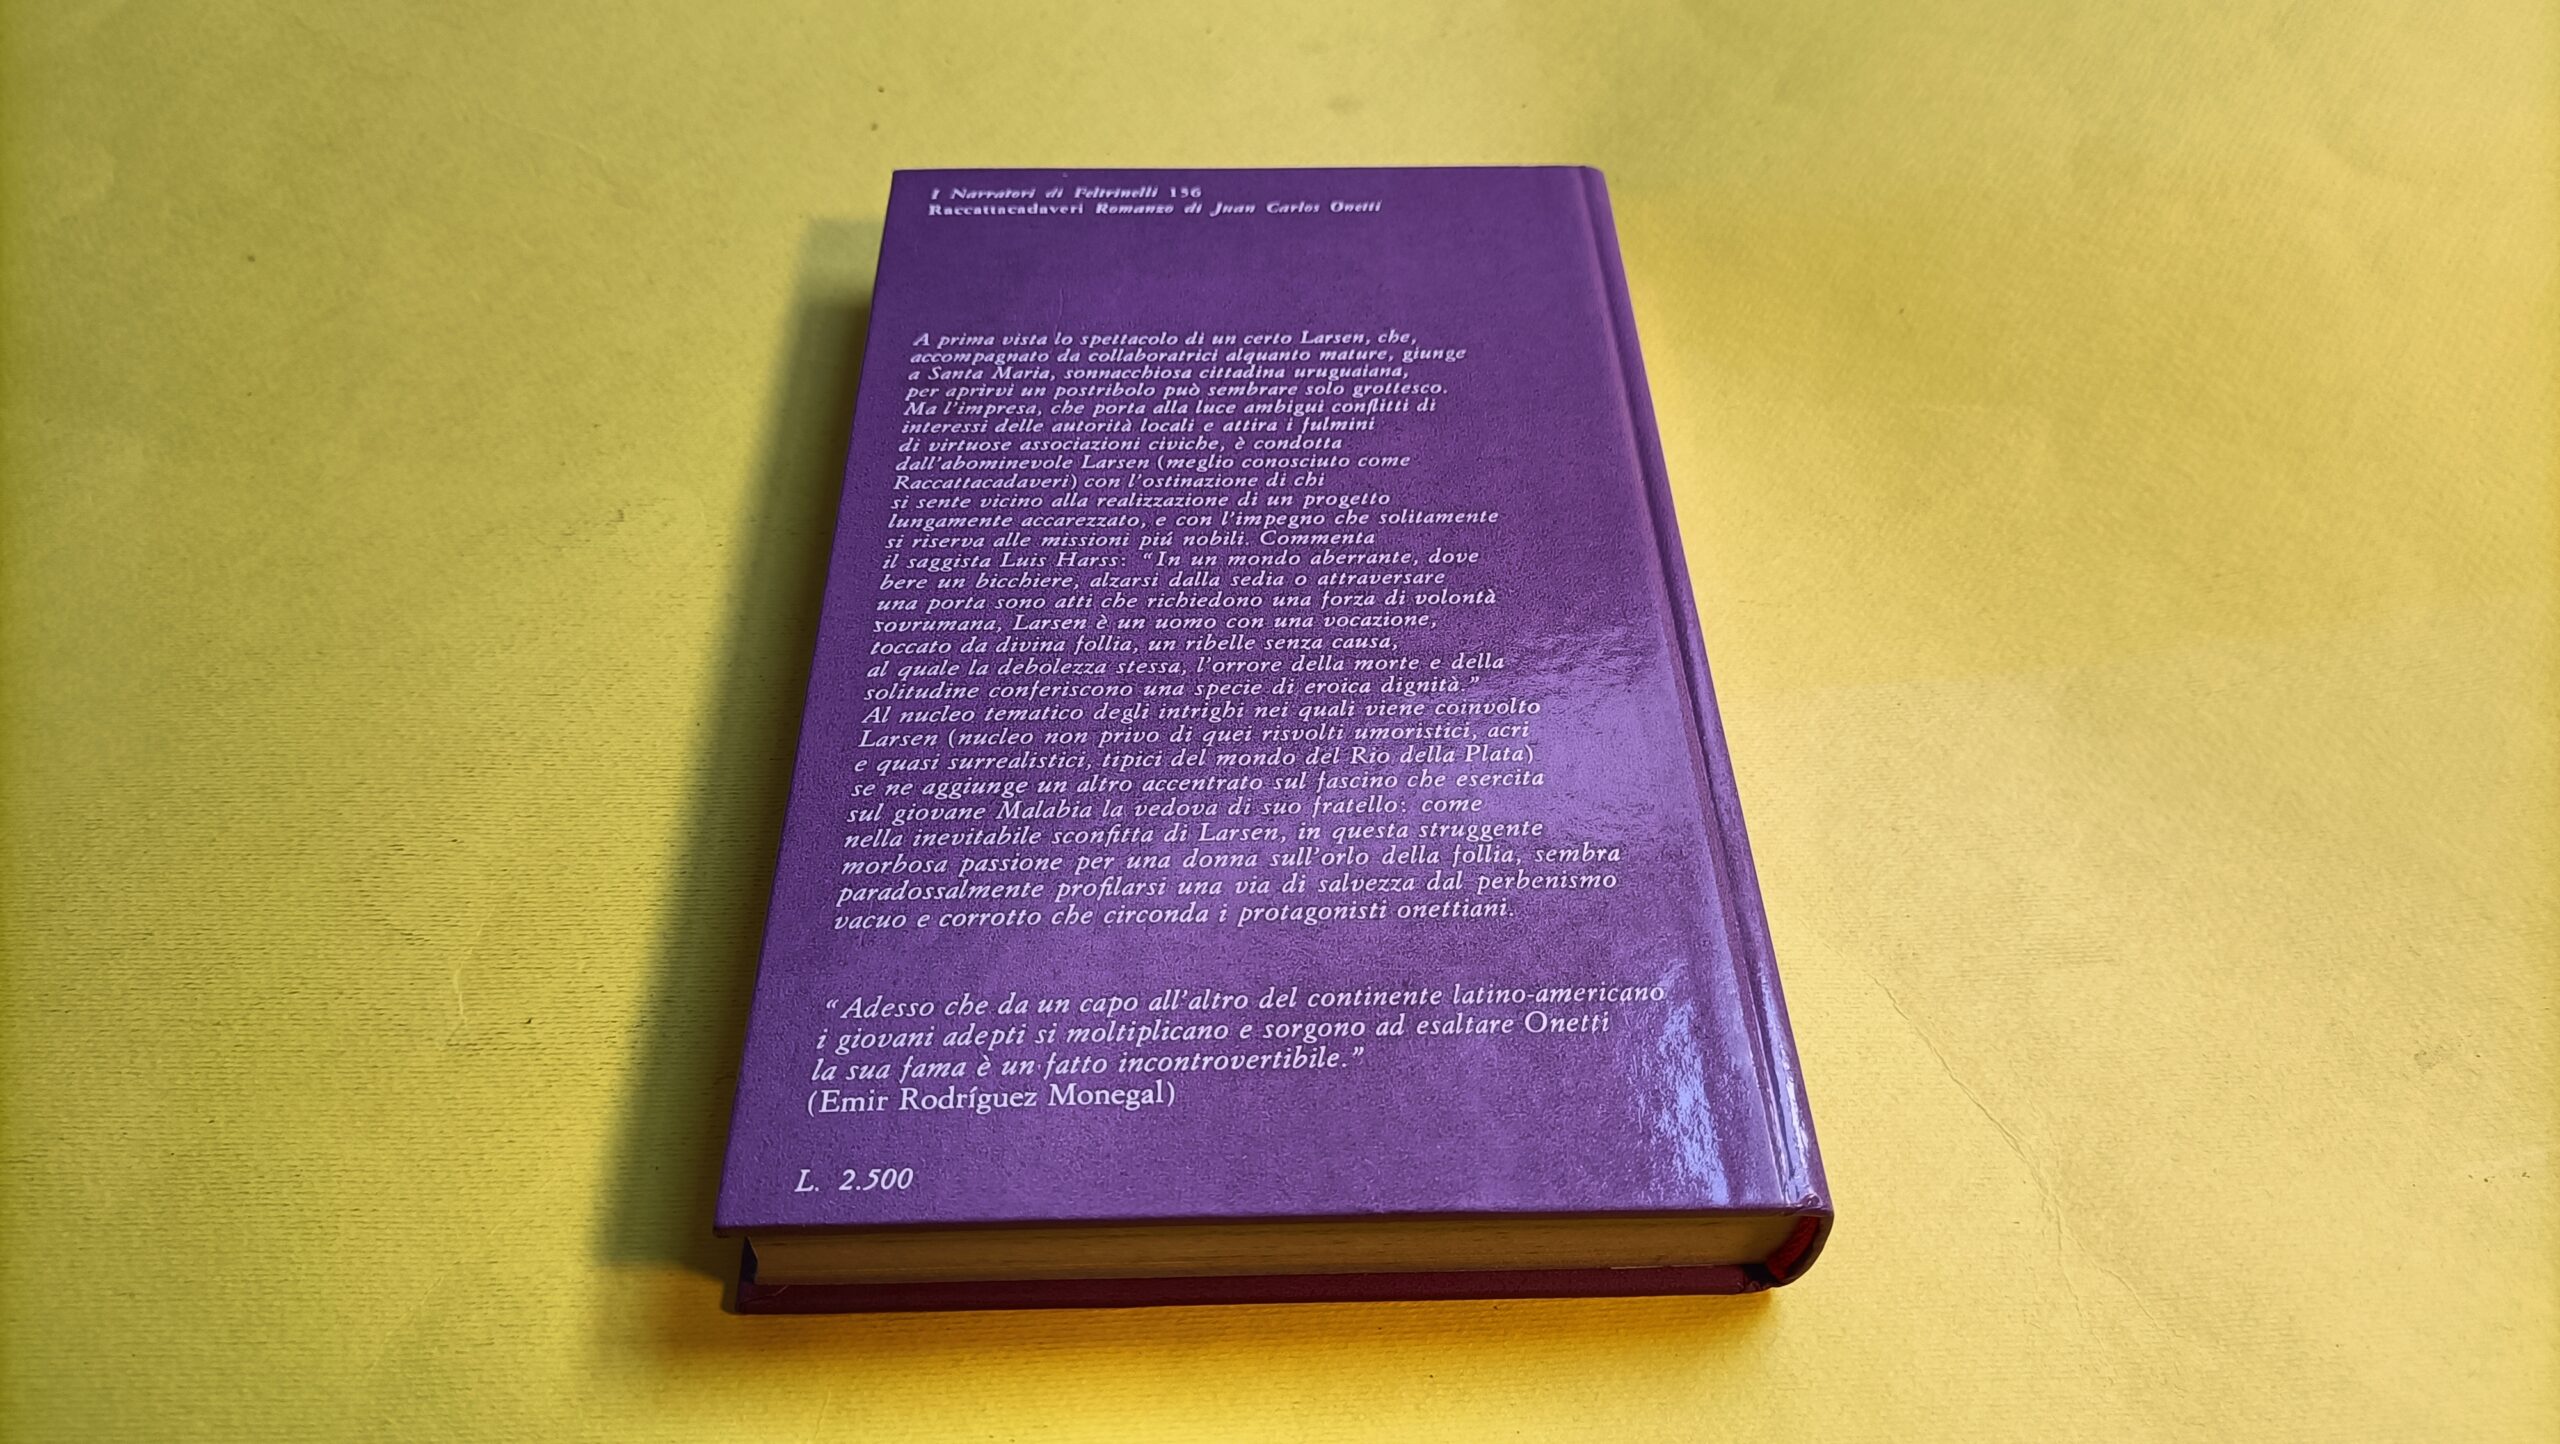 I Narratori di Feltrinelli 156
Raccattacadaveri Romanzo di Juan Carlos Onetti
A prima vista lo spettacolo di un certo Larsen, che,
accompagnato da collaboratrici alquanto mature, giunge
a Santa Maria, sonnacchiosa cittadina uruguaiana,
per aprirvi un postribolo può sembrare solo grottesco.
Ma l'impresa, che porta alla luce ambigui conflitti di
interessi delle autorità locali e attira i fulmini
di virtuose associazioni civiche, è condotta
dall'abominevole Larsen (meglio conosciuto come
Raccattacadaveri) con l'ostinazione di chi
si sente vicino alla realizzazione di un progetto
lungamente accarezzato, e con l'impegno che solitamente
si riserva alle missioni piú nobili. Commenta
il saggista Luis Harss: “In un mondo aberrante, dove
bere un bicchiere, alzarsi dalla sedia o attraversare
una porta sono atti che richiedono una forza di volontà
sovrumana, Larsen è un uomo con una vocazione,
toccato da divina follia, un ribelle senza causa,
al quale la debolezza stessa, l'orrore della morte e della
solitudine conferiscono una specie di eroica dignità.”
Al nucleo tematico degli intrighi nei quali viene coinvolto
Larsen (nucleo non privo di quei risvolti umoristici, acri
e quasi surrealistici, tipici del mondo del Rio della Plata)
se ne aggiunge un altro accentrato sul fascino che esercita
sul giovane Malabia la vedova di suo fratello: come
nella inevitabile sconfitta di Larsen, in questa struggente
morbosa passione per una donna sull'orlo della follia, sembra
paradossalmente profilarsi una via di salvezza dal perbenismo
vacuo e corrotto che circonda i protagonisti onettiani.
“Adesso che da un capo all'altro del continente latino-americano
i giovani adepti si moltiplicano e sorgono ad esaltare Onetti
la sua fama è un fatto incontrovertibile.”
(Emir Rodríguez Monegal)
L. 2.500